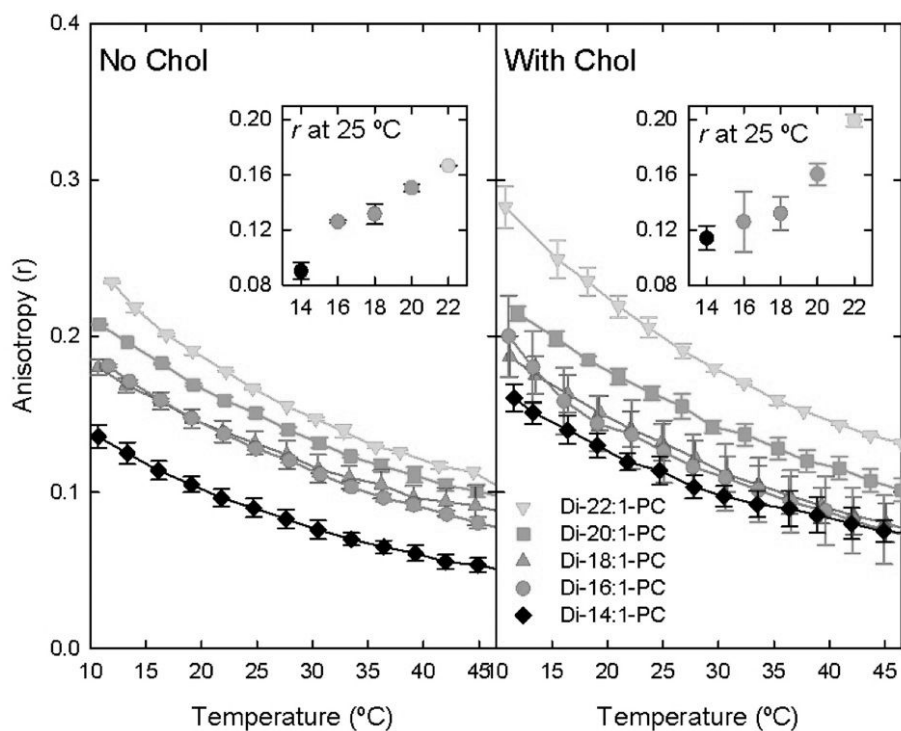 No Chol
With Chol
0.4
0.3
0.2
0.1
0.0
Anisotropy (r)
r at 25 ºC
0.20
0.16
0.12
0.08
14 16 18 20 22
r at 25 ºC
0.20
0.16
0.12
0.08
14 16 18 20 22
Di-22:1-PC
Di-20:1-PC
Di-18:1-PC
Di-16:1-PC
Di-14:1-PC
10 15 20 25 30 35 40 45 10 15 20 25 30 35 40 45
Temperature (ºC)
Temperature (ºC)